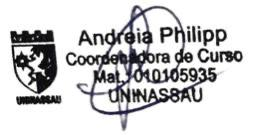 Andreia Philipp
Coordenadora de Curso
Mat. 010105935
UNINASSAU
UNINASSAU